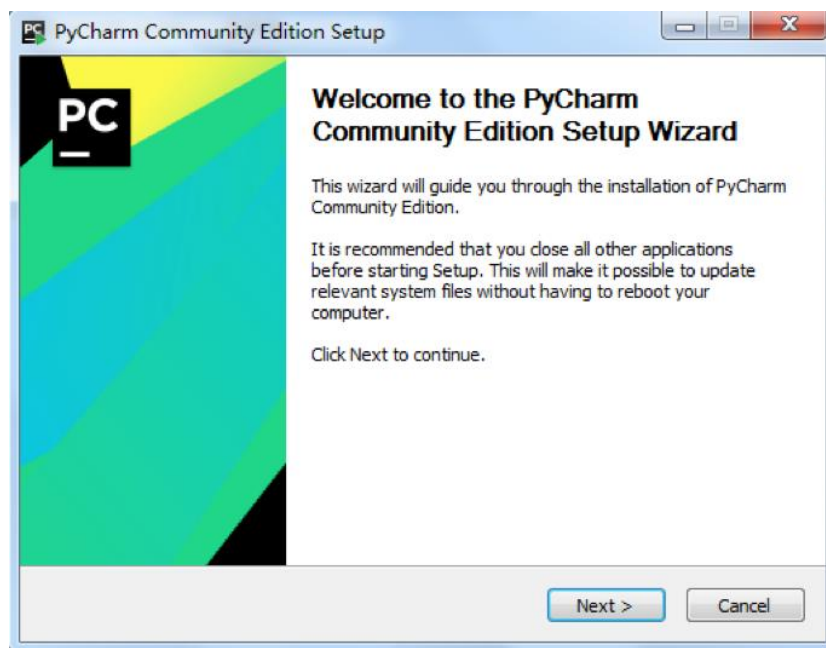 PC PyCharm Community Edition Setup
PC
Welcome to the PyCharm
Community Edition Setup Wizard
This wizard will guide you through the installation of PyCharm
Community Edition.
It is recommended that you close all other applications
before starting Setup. This will make it possible to update
relevant system files without having to reboot your
computer.
Click Next to continue.
Next >
Cancel